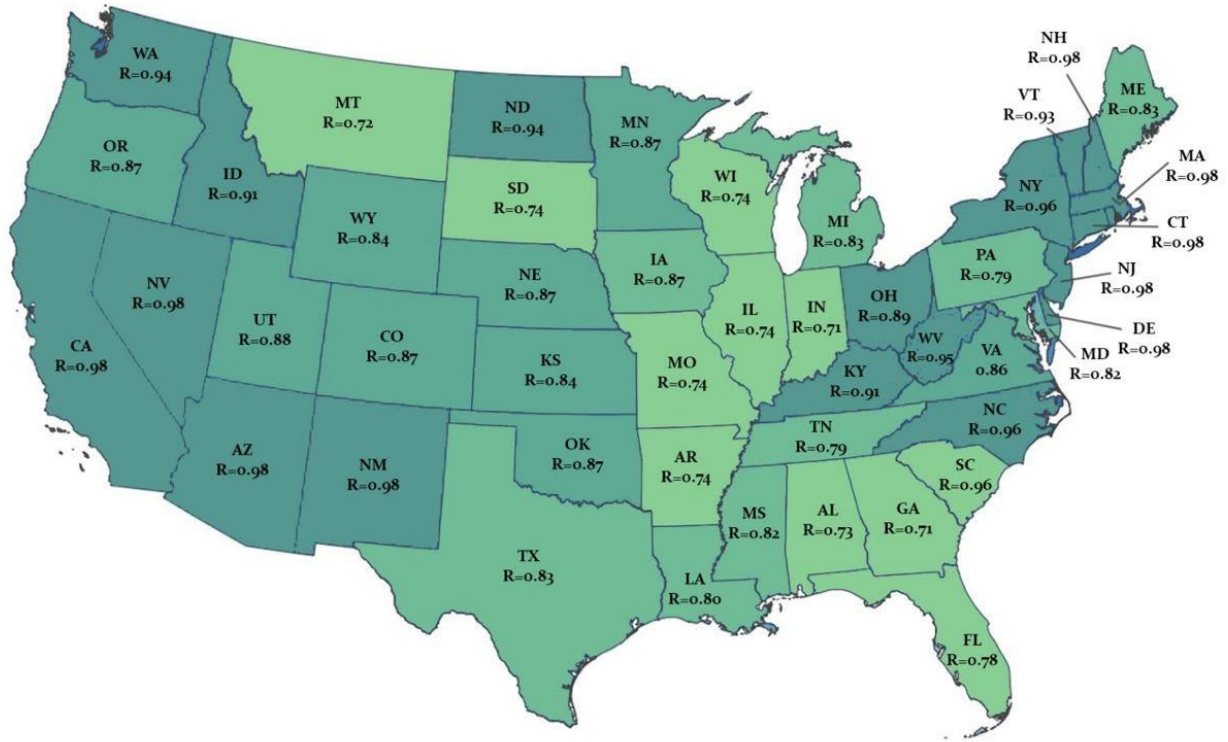 WA
R=0.94
MT
R=0.72
ND
R=0.94
MN
R=0.87
OR
R=0.87
ID
R=0.91
SD
R=0.74
WI
R=0.74
WY
R=0.84
MI
R=0.83
NH
R=0.98
VT
R=0.93
ME
R=0.83
MA
R=0.98
NY
R=0.96
CT
R=0.98
PA
R=0.79
NJ
R=0.98
DE
R=0.98
MD
R=0.82
NE
R=0.87
IA
R=0.87
NV
R=0.98
UT
R=0.88
CO
R=0.87
CA
R=0.98
KS
R=0.84
MO
R=0.74
IL
R=0.74
IN
R=0.71
OH
R=0.89
WV
R=0.95
VA
0.86
KY
R=0.91
NC
R=0.96
TN
R=0.79
AZ
R=0.98
NM
R=0.98
OK
R=0.87
AR
R=0.74
SC
R=0.96
MS
R=0.82
AL
R=0.73
GA
R=0.71
TX
R=0.83
LA
R=0.80
FL
R=0.78